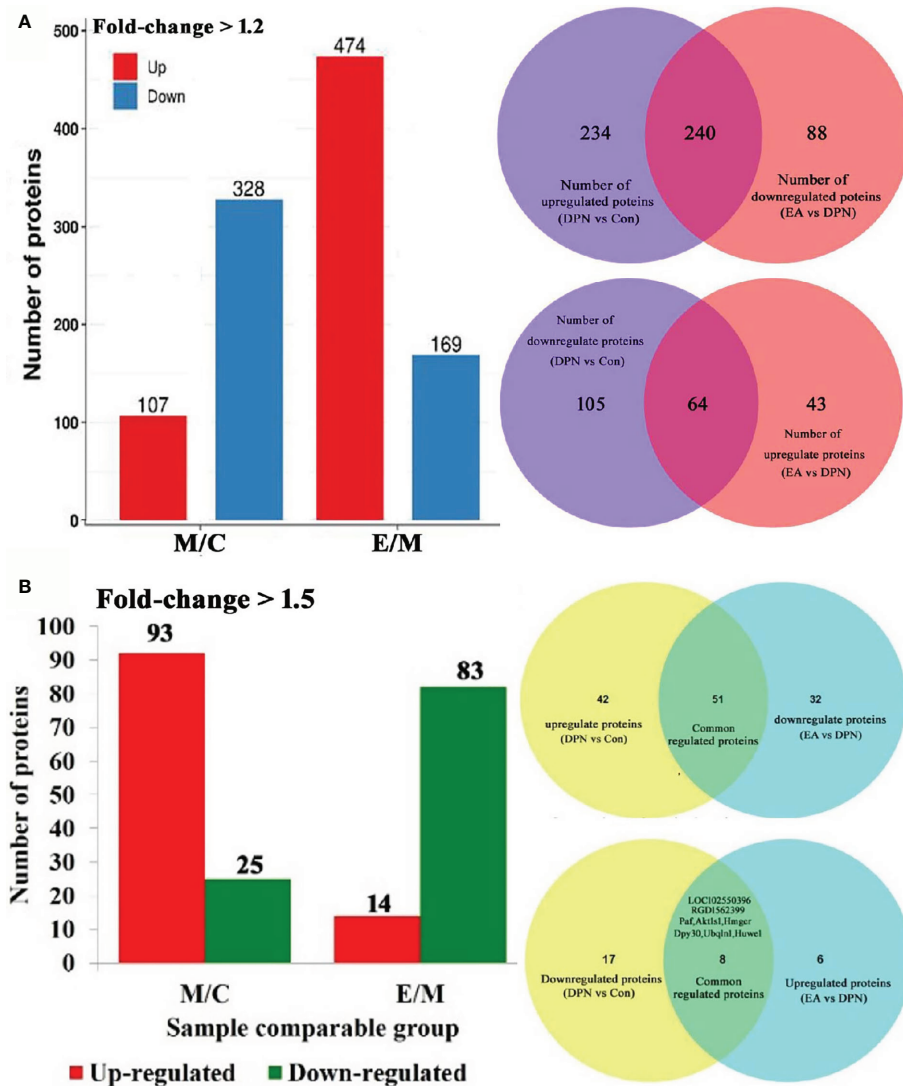 A
Fold-change > 1.2
Up
Down
Number of proteins
500
400
300
200
100
0
107
328
474
169
M/C
E/M
234
Number of
upregulated poteins
(DPN vs Con)
240
88
Number of
downregulated poteins
(EA vs DPN)
Number of
downregulate proteins
(DPN vs Con)
105
64
43
Number of
upregulate proteins
(EA vs DPN)
B
Fold-change > 1.5
Number of proteins
100
90
80
70
60
50
40
30
20
10
0
93
25
14
83
M/C
E/M
Sample comparable group
Up-regulated
Down-regulated
42
upregulate proteins
(DPN vs Con)
51
Common
regulated proteins
32
downregulate proteins
(EA vs DPN)
LOC102550396
RGD1562399
Paf,Aktlsl,Hmger
Dpy30,Ubqlnl,Huwel
17
Downregulated proteins
(DPN vs Con)
8
Common
regulated proteins
6
Upregulated proteins
(EA vs DPN)